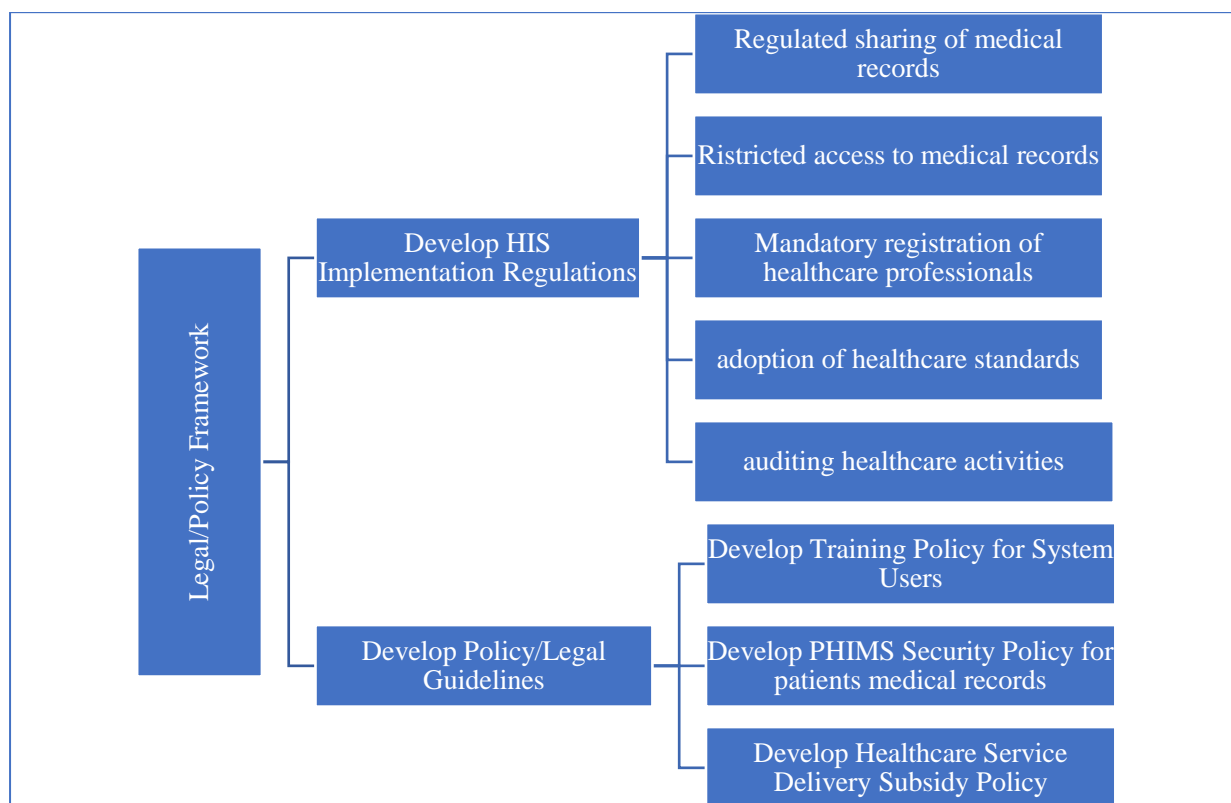 Legal/Policy Framework
Develop HIS
Implementation Regulations
Regulated sharing of medical
records
Ristricted access to medical records
Mandatory registration of
healthcare professionals
adoption of healthcare standards
auditing healthcare activities
Develop Policy/Legal
Guidelines
Develop Training Policy for System
Users
Develop PHIMS Security Policy for
patients medical records
Develop Healthcare Service
Delivery Subsidy Policy